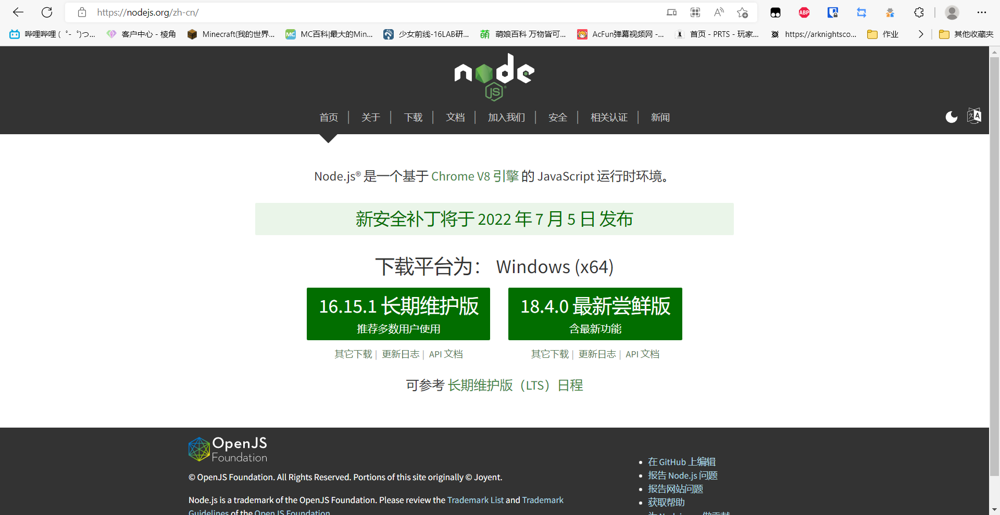 https://nodejs.org/zh-cn/
ABP
哔哩哔哩 (゜-゜)つ... 客户中心 - 棱角 Minecraft(我的世界... MC百科|最大的Min... 少女前线-16LAB研... 萌娘百科 万物皆可... AcFun弹幕视频网 -... 首页 - PRTS - 玩家... https://arknightsco... 作业 其他收藏夹
node
JS
首页 | 关于 | 下载 | 文档 | 加入我们 | 安全 | 相关认证 | 新闻
Node.js® 是一个基于 Chrome V8 引擎 的 JavaScript 运行时环境。
新安全补丁将于 2022 年 7 月 5 日 发布
下载平台为： Windows (x64)
16.15.1 长期维护版
推荐多数用户使用
18.4.0 最新尝鲜版
含最新功能
其它下载 | 更新日志 | API 文档
其它下载 | 更新日志 | API 文档
可参考 长期维护版（LTS）日程
OpenJS
Foundation
© OpenJS Foundation. All Rights Reserved. Portions of this site originally © Joyent.
Node.js is a trademark of the OpenJS Foundation. Please review the Trademark List and Trademark
Guidelines of the OpenJS Foundation
在 GitHub 上编辑
报告 Node.js 问题
报告网站问题
获取帮助